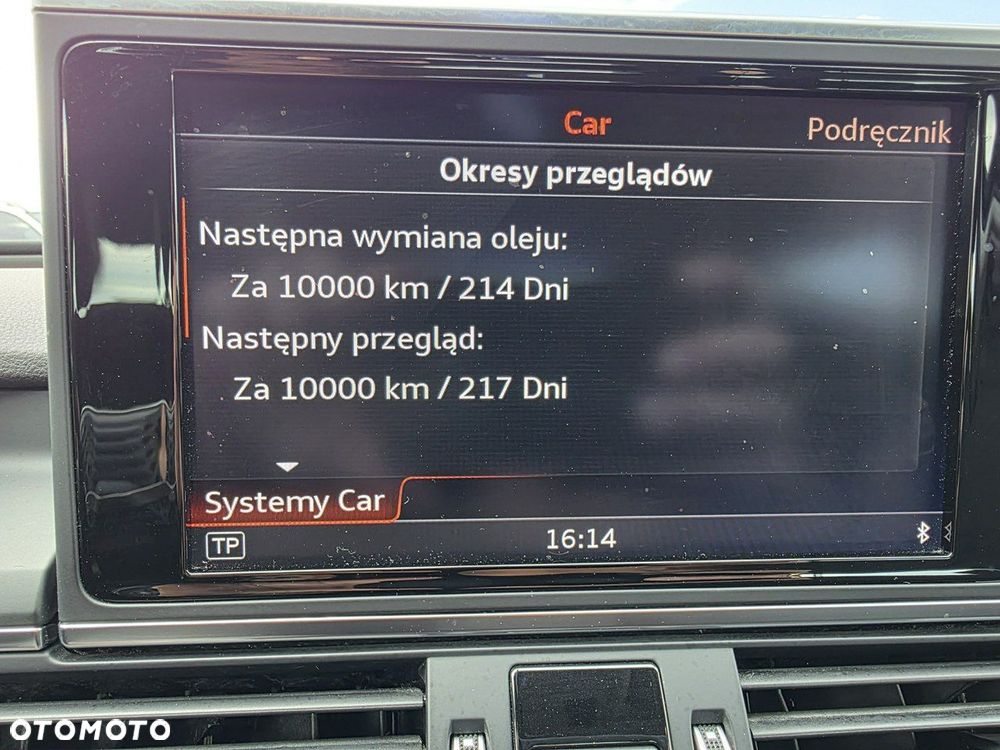 Car
Podręcznik
Okresy przeglądów
Następna wymiana oleju:
Za 10000 km / 214 Dni
Następny przegląd:
Za 10000 km / 217 Dni
Systemy Car
TP
16:14
OTOMOTO